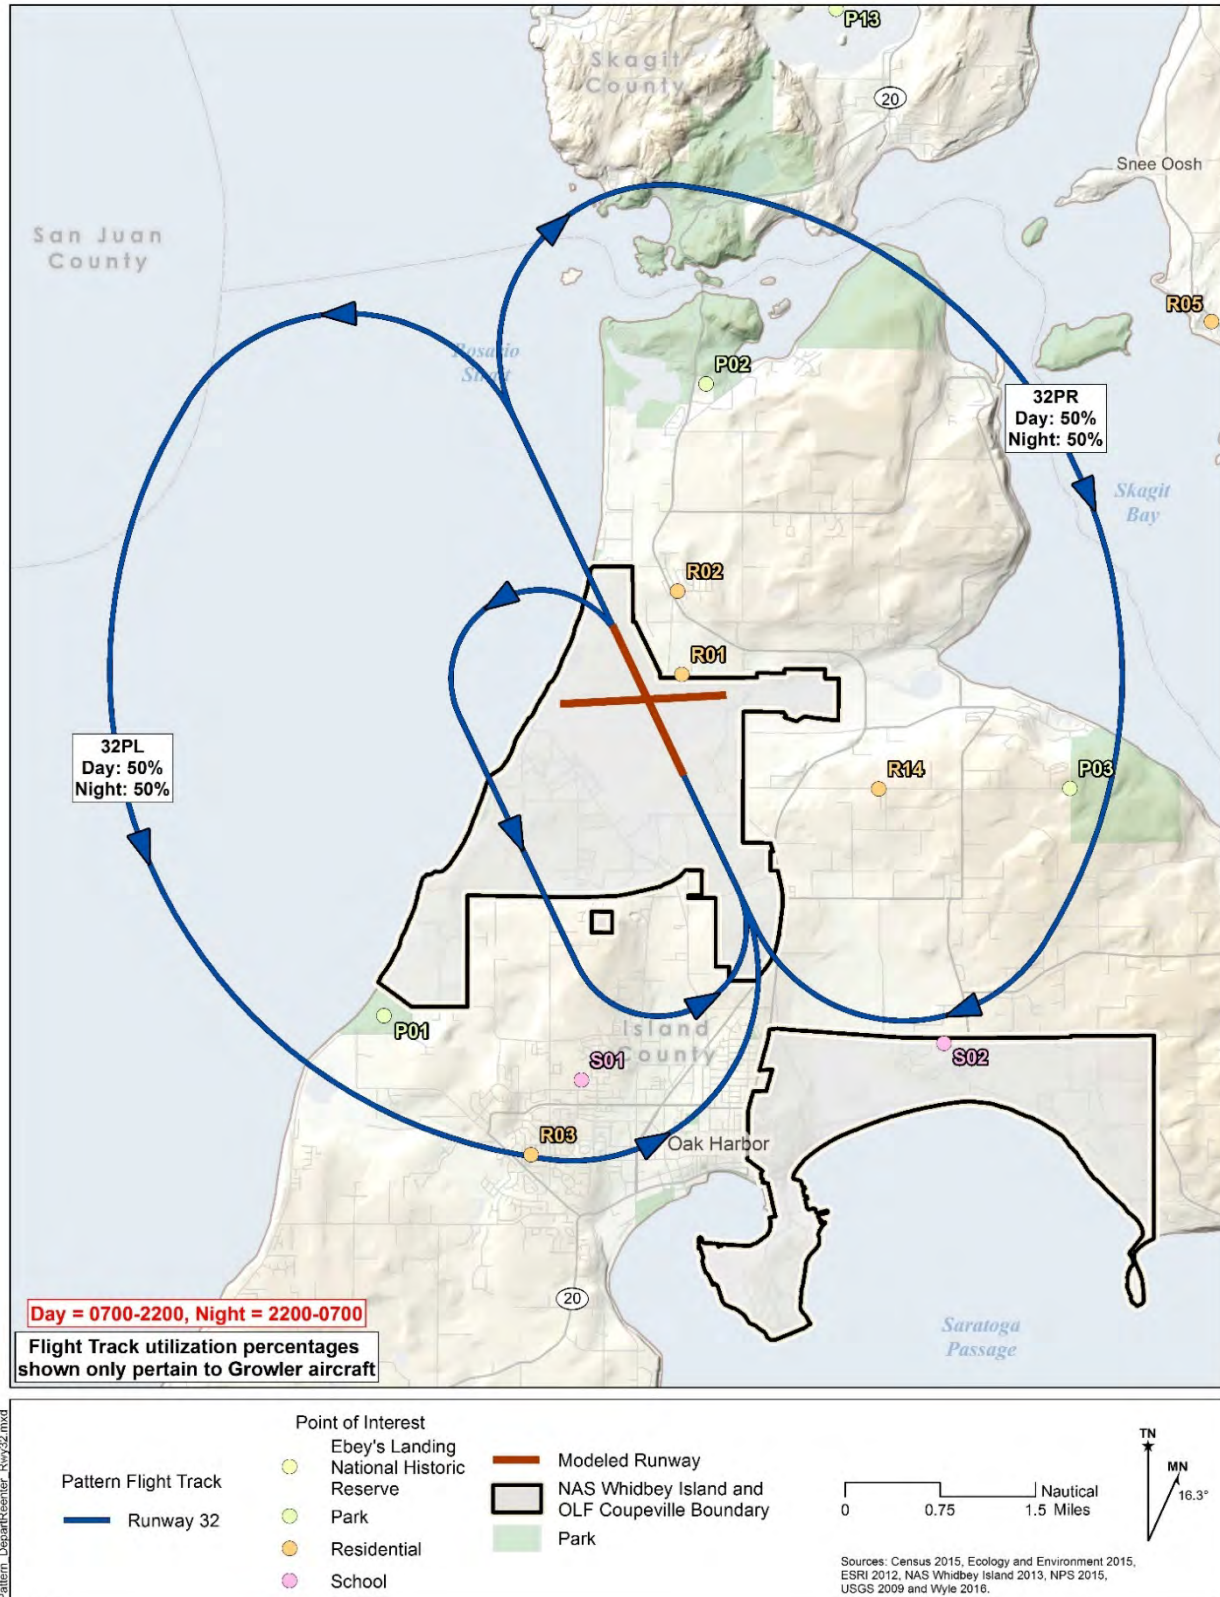 P13
Skagit
County
20
Snee Oosh
San Juan
County
R05
Rosario
Strait
P02
32PR
Day: 50%
Night: 50%
Skagit
Bay
R02
R01
32PL
Day: 50%
Night: 50%
R14
P03
P01
Island
County
S01
S02
R03
Oak Harbor
20
Saratoga
Passage
Day = 0700-2200, Night = 2200-0700
Flight Track utilization percentages
shown only pertain to Growler aircraft
Pattern_DepartReenter_Rwy32.mxd
Pattern Flight Track
Runway 32
Point of Interest
Ebey's Landing
National Historic
Reserve
Park
Residential
School
Modeled Runway
NAS Whidbey Island and
OLF Coupeville Boundary
Park
0 0.75 1.5
Nautical
Miles
TN
MN
16.3°
Sources: Census 2015, Ecology and Environment 2015,
ESRI 2012, NAS Whidbey Island 2013, NPS 2015,
USGS 2009 and Wyle 2016.